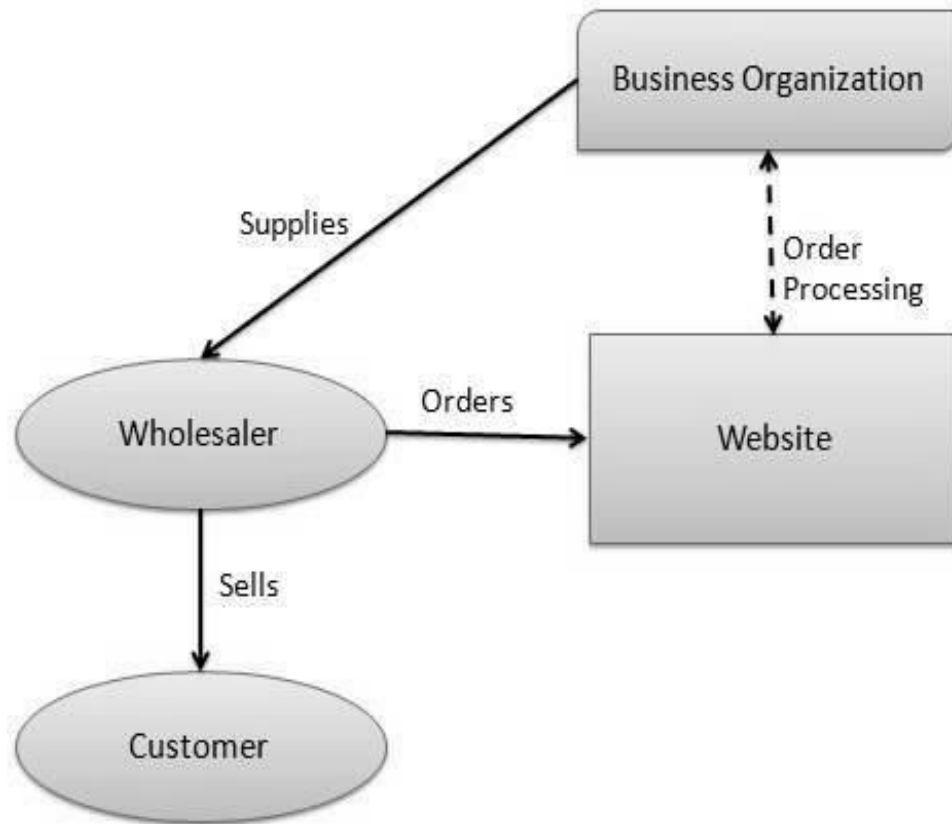 Business Organization
Supplies
Order
Processing
Orders
Wholesaler
Website
Sells
Customer